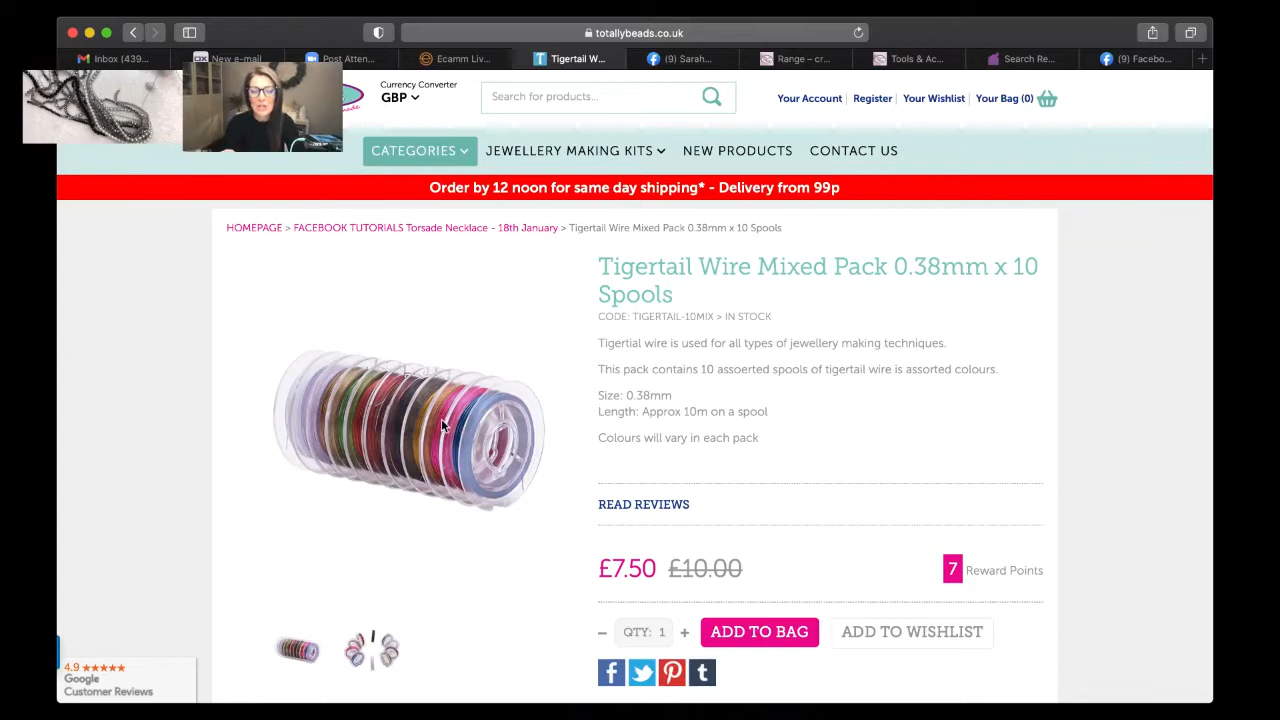 totallybeads.co.uk
Inbox (439...
New e-mail
Post Atten...
Ecamm Liv...
Tigertail W...
(9) Sarah...
Range – cr...
Tools & Ac...
Search Re...
(9) Facebo...
Currency Converter
GBP
Search for products...
Your Account
Register
Your Wishlist
Your Bag (0)
CATEGORIES
JEWELLERY MAKING KITS
NEW PRODUCTS
CONTACT US
Order by 12 noon for same day shipping* - Delivery from 99p
HOMEPAGE > FACEBOOK TUTORIALS Torsade Necklace - 18th January > Tigertail Wire Mixed Pack 0.38mm x 10 Spools
Tigertail Wire Mixed Pack 0.38mm x 10
Spools
CODE: TIGERTAIL-10MIX > IN STOCK
Tigertial wire is used for all types of jewellery making techniques.
This pack contains 10 assoerted spools of tigertail wire is assorted colours.
Size: 0.38mm
Length: Approx 10m on a spool
Colours will vary in each pack
READ REVIEWS
£7.50 £10.00
7 Reward Points
– QTY: 1 +
ADD TO BAG
ADD TO WISHLIST
f P t
4.9 ★★★★★
Google
Customer Reviews